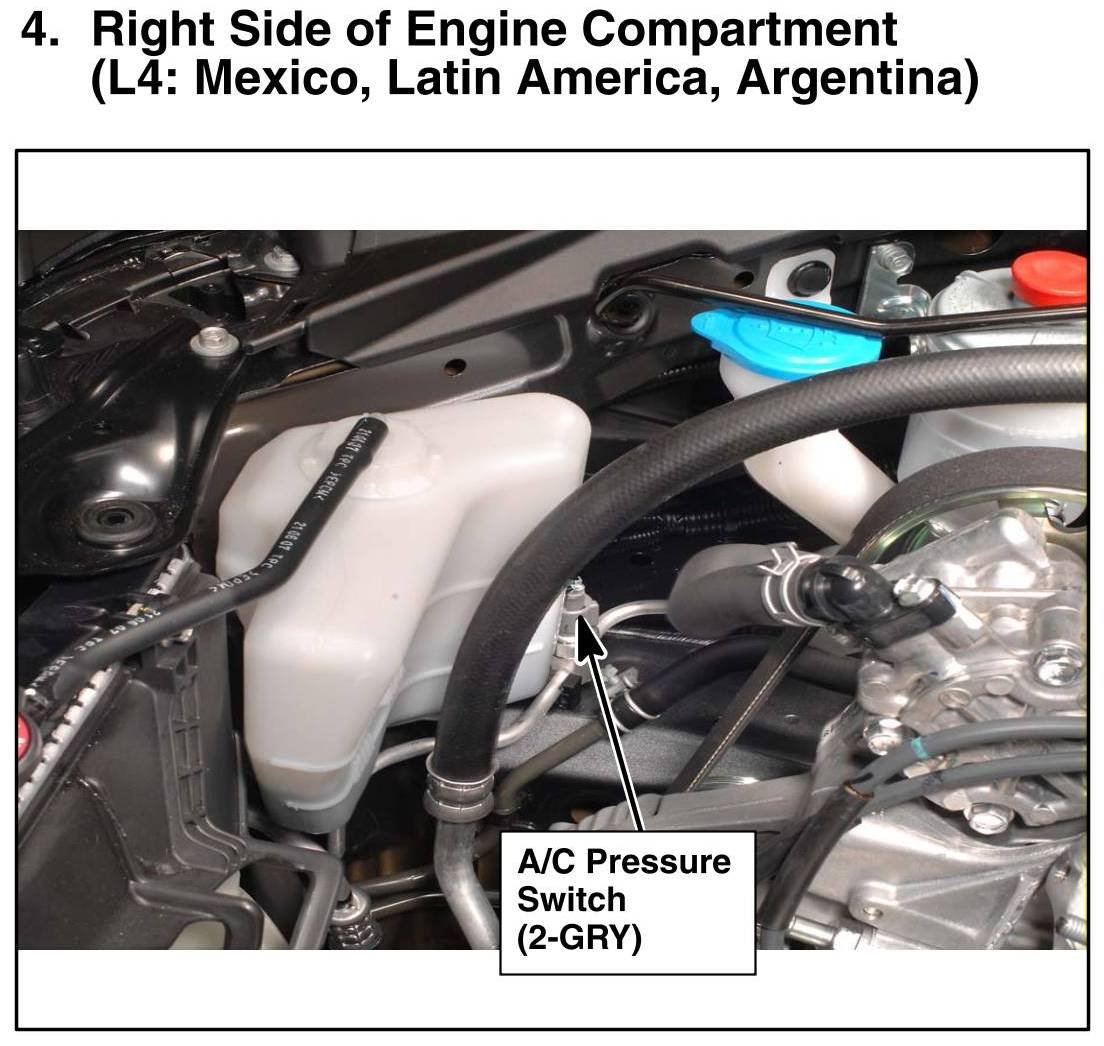 4. Right Side of Engine Compartment
(L4: Mexico, Latin America, Argentina)
A/C Pressure
Switch
(2-GRY)